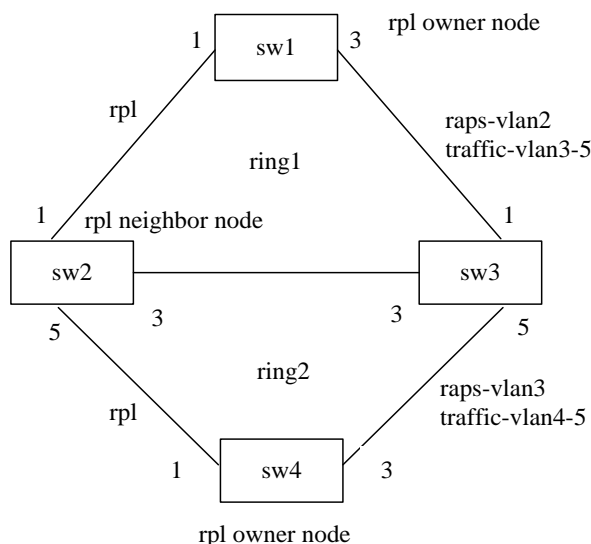 rpl owner node
1
sw1
3
rpl
raps-vlan2
traffic-vlan3-5
ring1
1
rpl neighbor node
1
sw2
sw3
5
3
3
5
ring2
raps-vlan3
traffic-vlan4-5
rpl
1
sw4
3
rpl owner node